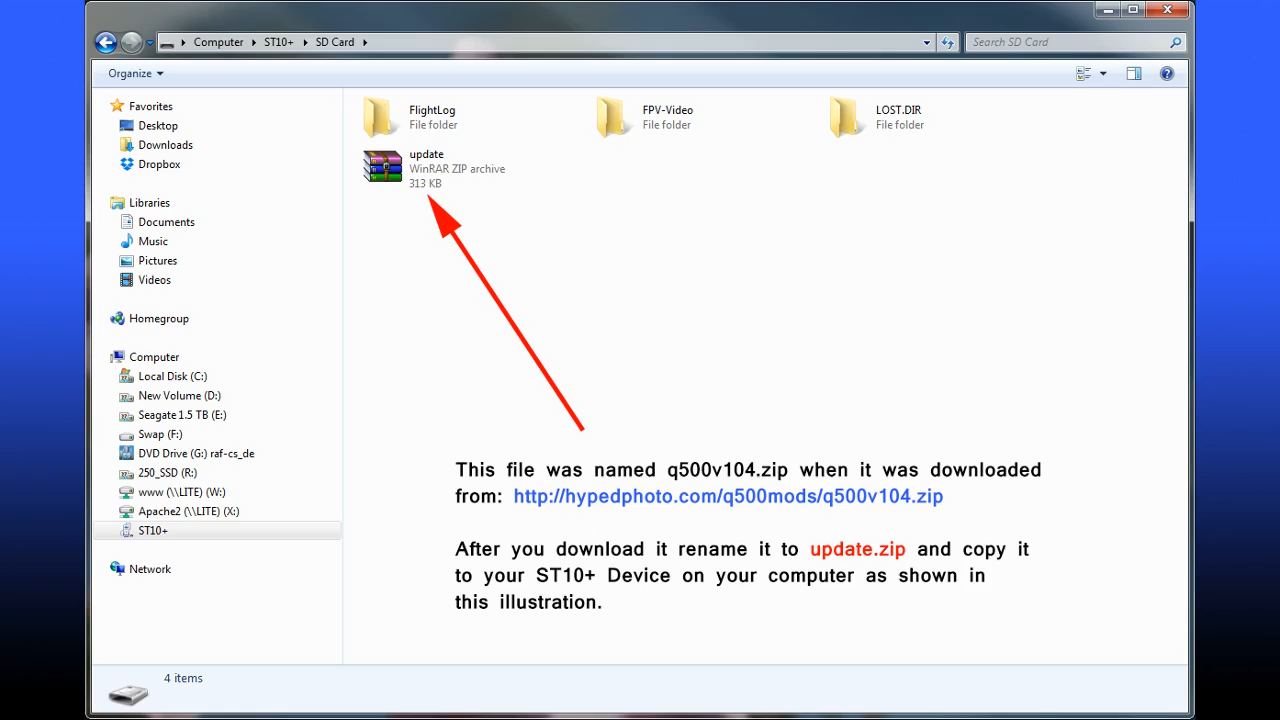 Computer ▸ ST10+ ▸ SD Card ▸
Search SD Card
Organize
Favorites
Desktop
Downloads
Dropbox
Libraries
Documents
Music
Pictures
Videos
Homegroup
Computer
Local Disk (C:)
New Volume (D:)
Seagate 1.5 TB (E:)
Swap (F:)
DVD Drive (G:) raf-cs_de
250_SSD (R:)
www (\\LITE) (W:)
Apache2 (\\LITE) (X:)
ST10+
Network
FlightLog
File folder
FPV-Video
File folder
LOST.DIR
File folder
update
WinRAR ZIP archive
313 KB
This file was named q500v104.zip when it was downloaded
from: http://hypedphoto.com/q500mods/q500v104.zip
After you download it rename it to update.zip and copy it
to your ST10+ Device on your computer as shown in
this illustration.
4 items